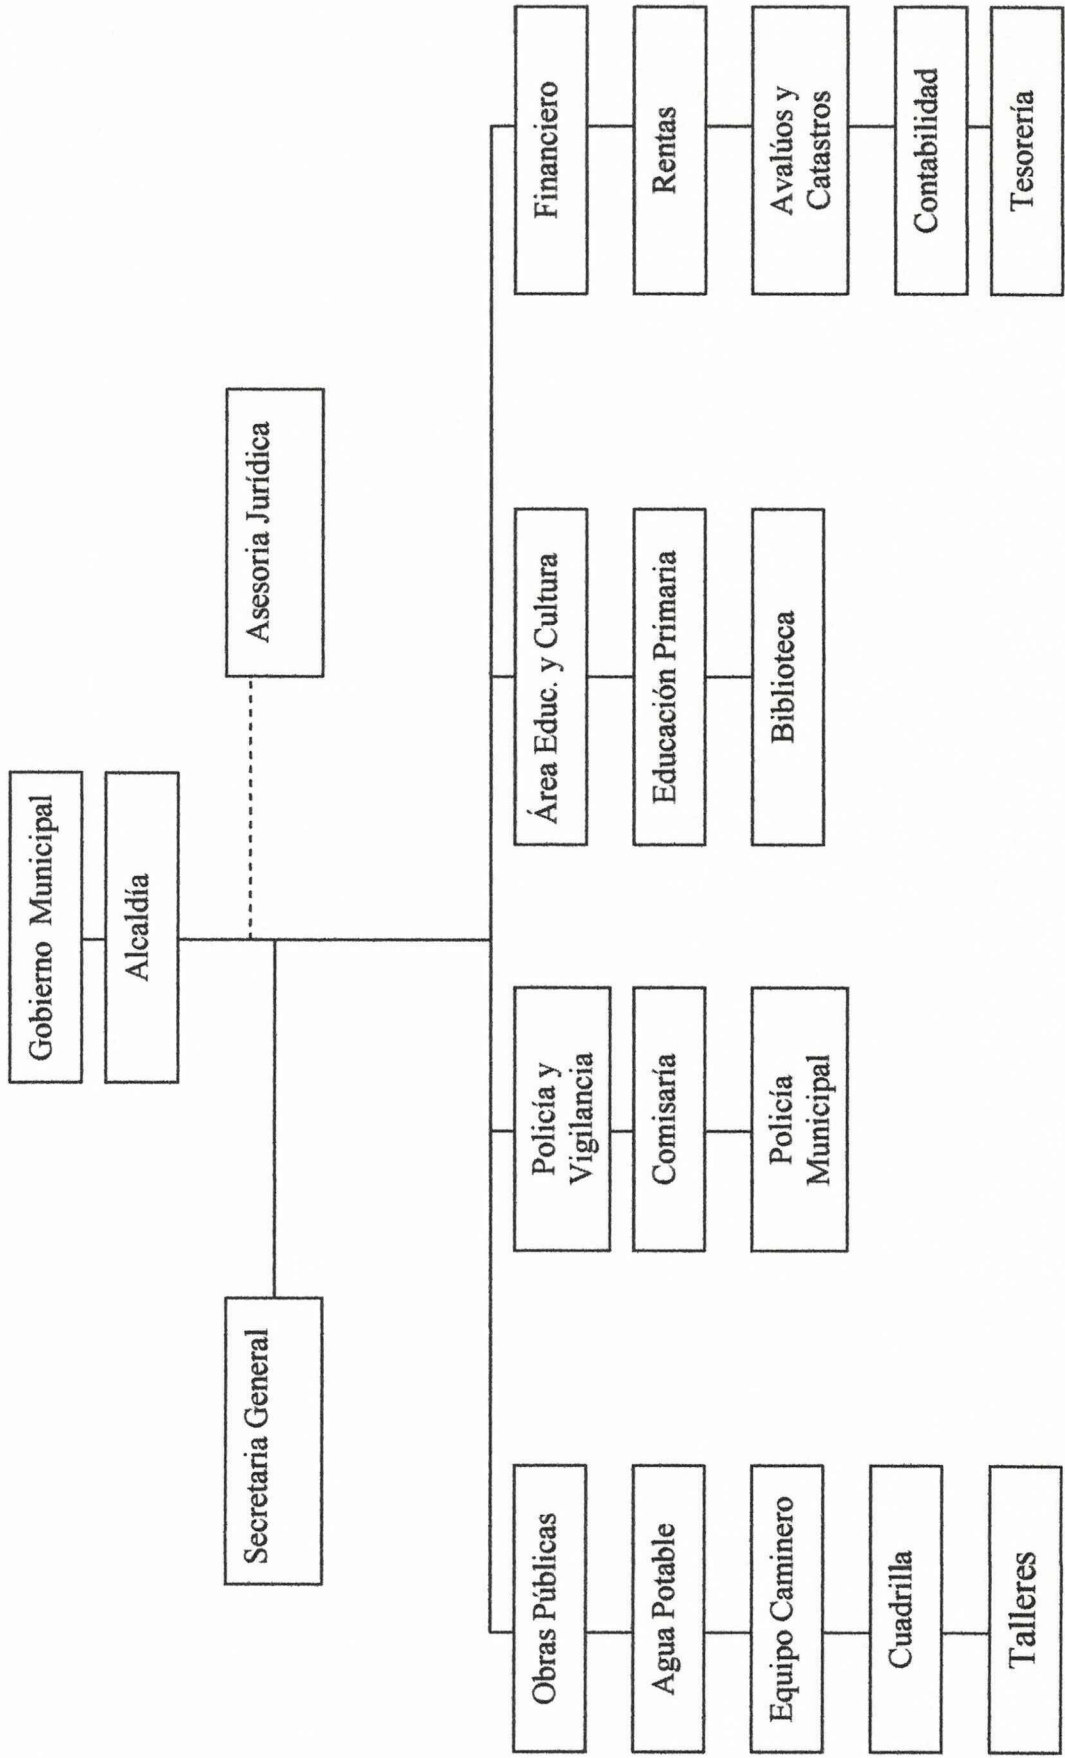 Gobierno Municipal
Alcaldía
Asesoria Jurídica
Secretaria General
Obras Públicas
Agua Potable
Equipo Caminero
Cuadrilla
Talleres
Policía y
Vigilancia
Comisaría
Policía
Municipal
Área Educ. y Cultura
Educación Primaria
Biblioteca
Financiero
Rentas
Avalúos y
Catastros
Contabilidad
Tesorería